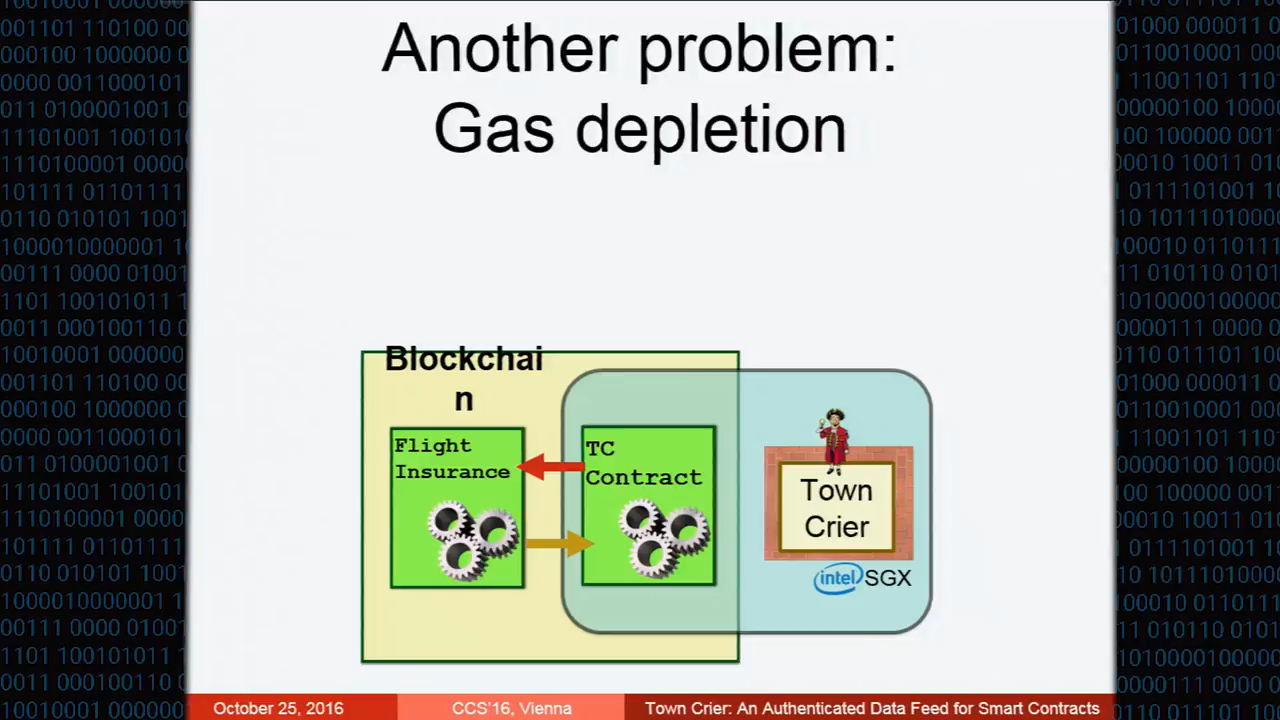 Another problem:
Gas depletion
Blockchai
n
Flight
Insurance
TC
Contract
Town
Crier
intel SGX
October 25, 2016
CCS'16, Vienna
Town Crier: An Authenticated Data Feed for Smart Contracts